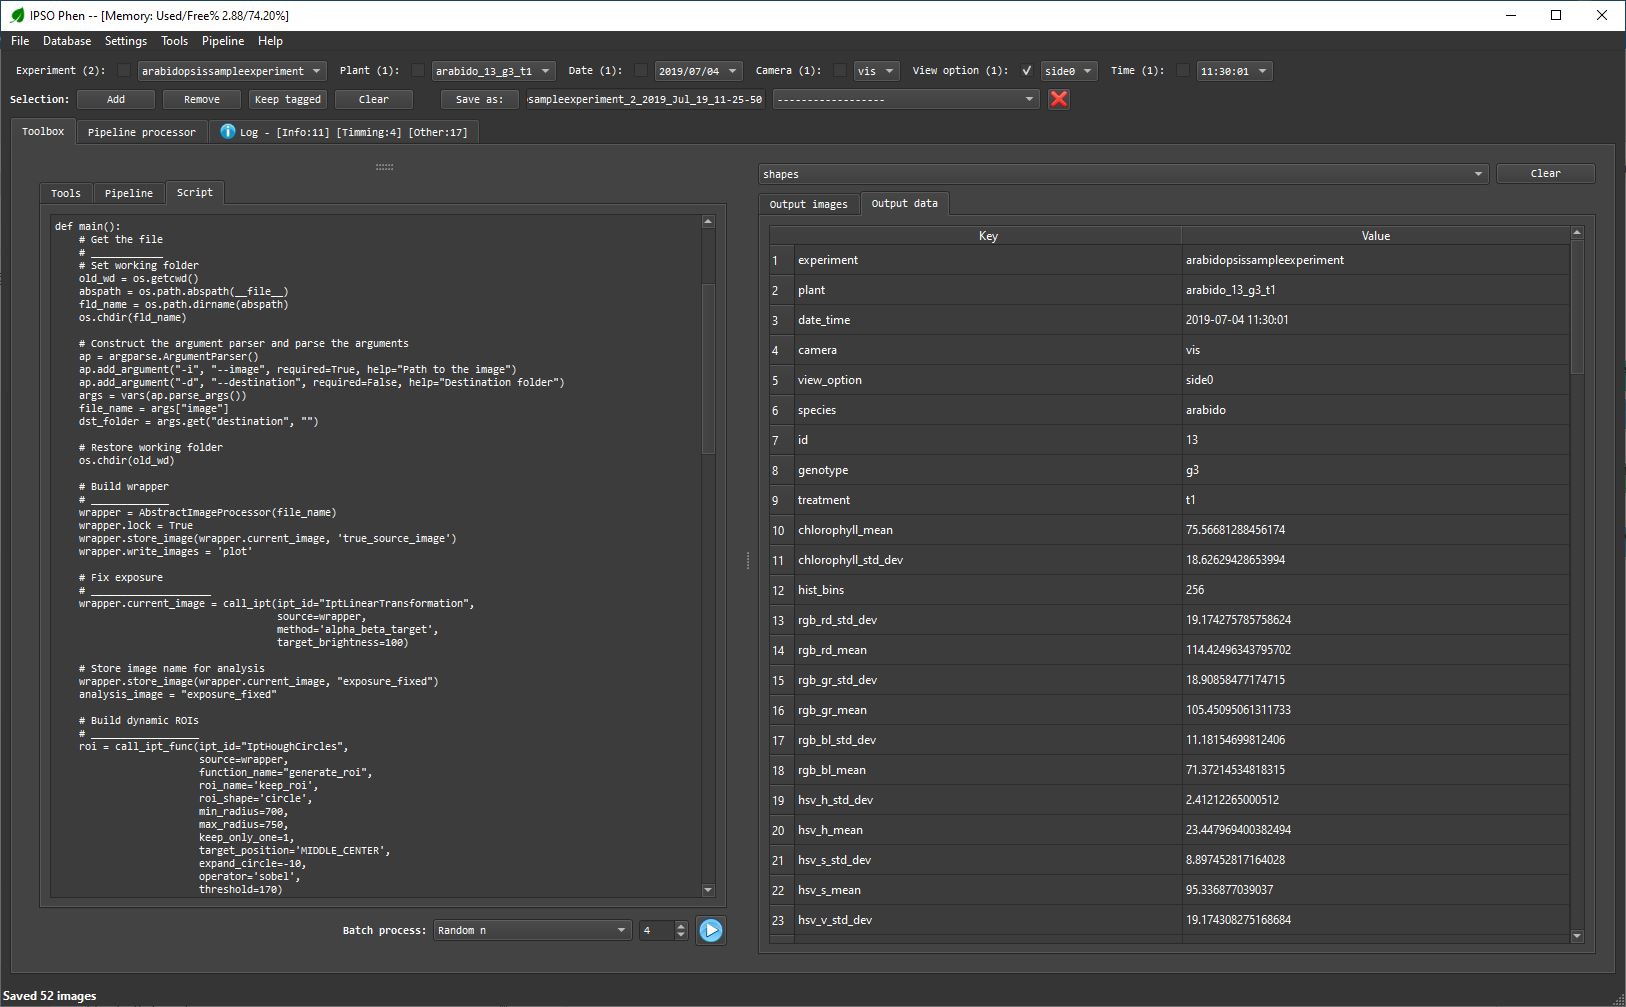 IPSO Phen -- [Memory: Used/Free% 2.88/74.20%]
File Database Settings Tools Pipeline Help
Experiment (2): arabidopsissampleexperiment Plant (1): arabido_13_g3_t1 Date (1): 2019/07/04 Camera (1): vis View option (1): side0 Time (1): 11:30:01
Selection: Add Remove Keep tagged Clear Save as: sampleexperiment_2_2019_Jul_19_11-25-50 ------------------
Toolbox Pipeline processor Log - [Info:11] [Timming:4] [Other:17]
Tools Pipeline Script
def main():
# Get the file
# ____________
# Set working folder
old_wd = os.getcwd()
abspath = os.path.abspath(__file__)
fld_name = os.path.dirname(abspath)
os.chdir(fld_name)
# Construct the argument parser and parse the arguments
ap = argparse.ArgumentParser()
ap.add_argument("-i", "--image", required=True, help="Path to the image")
ap.add_argument("-d", "--destination", required=False, help="Destination folder")
args = vars(ap.parse_args())
file_name = args["image"]
dst_folder = args.get("destination", "")
# Restore working folder
os.chdir(old_wd)
# Build wrapper
# _____________
wrapper = AbstractImageProcessor(file_name)
wrapper.lock = True
wrapper.store_image(wrapper.current_image, 'true_source_image')
wrapper.write_images = 'plot'
# Fix exposure
# ____________________
wrapper.current_image = call_ipt(ipt_id="IptLinearTransformation",
source=wrapper,
method='alpha_beta_target',
target_brightness=100)
# Store image name for analysis
wrapper.store_image(wrapper.current_image, "exposure_fixed")
analysis_image = "exposure_fixed"
# Build dynamic ROIs
# __________________
roi = call_ipt_func(ipt_id="IptHoughCircles",
source=wrapper,
function_name="generate_roi",
roi_name='keep_roi',
roi_shape='circle',
min_radius=700,
max_radius=750,
keep_only_one=1,
target_position='MIDDLE_CENTER',
expand_circle=-10,
operator='sobel',
threshold=170)
Batch process: Random n 4
shapes Clear
Output images Output data
Key Value
1 experiment arabidopsissampleexperiment
2 plant arabido_13_g3_t1
3 date_time 2019-07-04 11:30:01
4 camera vis
5 view_option side0
6 species arabido
7 id 13
8 genotype g3
9 treatment t1
10 chlorophyll_mean 75.56681288456174
11 chlorophyll_std_dev 18.62629428653994
12 hist_bins 256
13 rgb_rd_std_dev 19.174275785758624
14 rgb_rd_mean 114.42496343795702
15 rgb_gr_std_dev 18.90858477174715
16 rgb_gr_mean 105.45095061311733
17 rgb_bl_std_dev 11.18154699812406
18 rgb_bl_mean 71.37214534818315
19 hsv_h_std_dev 2.41212265000512
20 hsv_h_mean 23.447969400382494
21 hsv_s_std_dev 8.897452817164028
22 hsv_s_mean 95.336877039037
23 hsv_v_std_dev 19.174308275168684
Saved 52 images